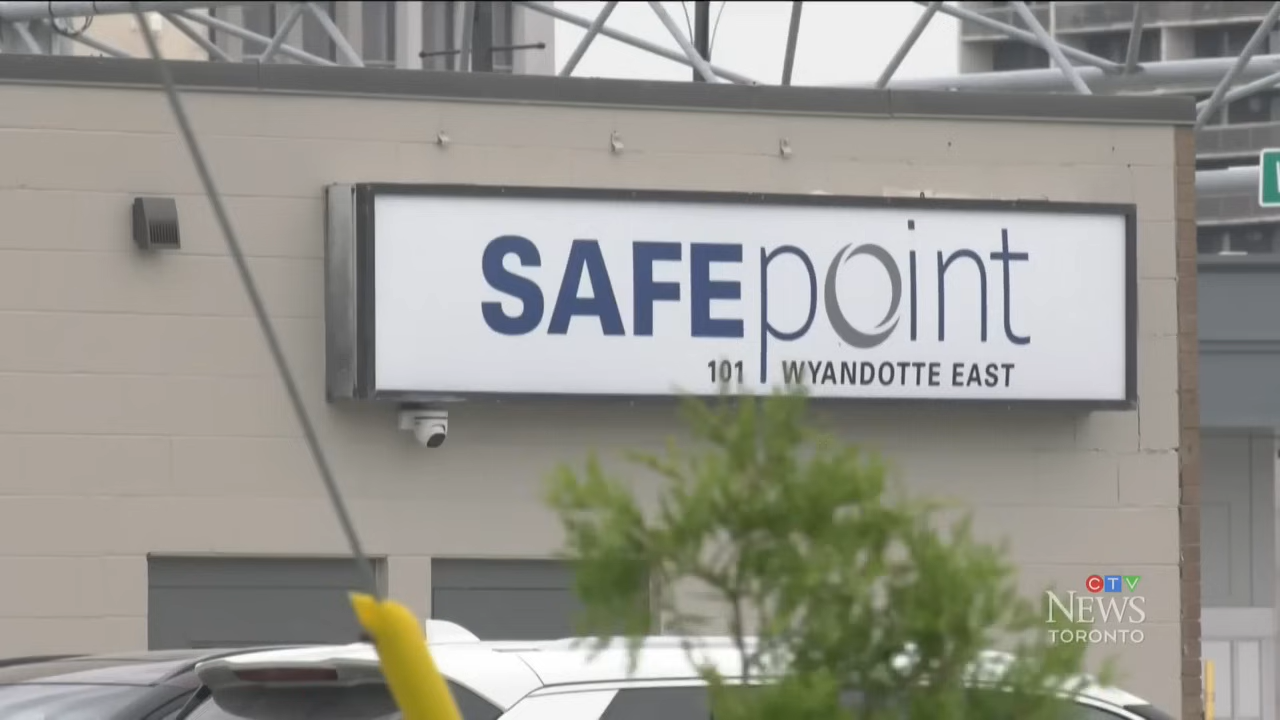 SAFEpoint
101 WYANDOTTE EAST
CTV
NEWS
TORONTO